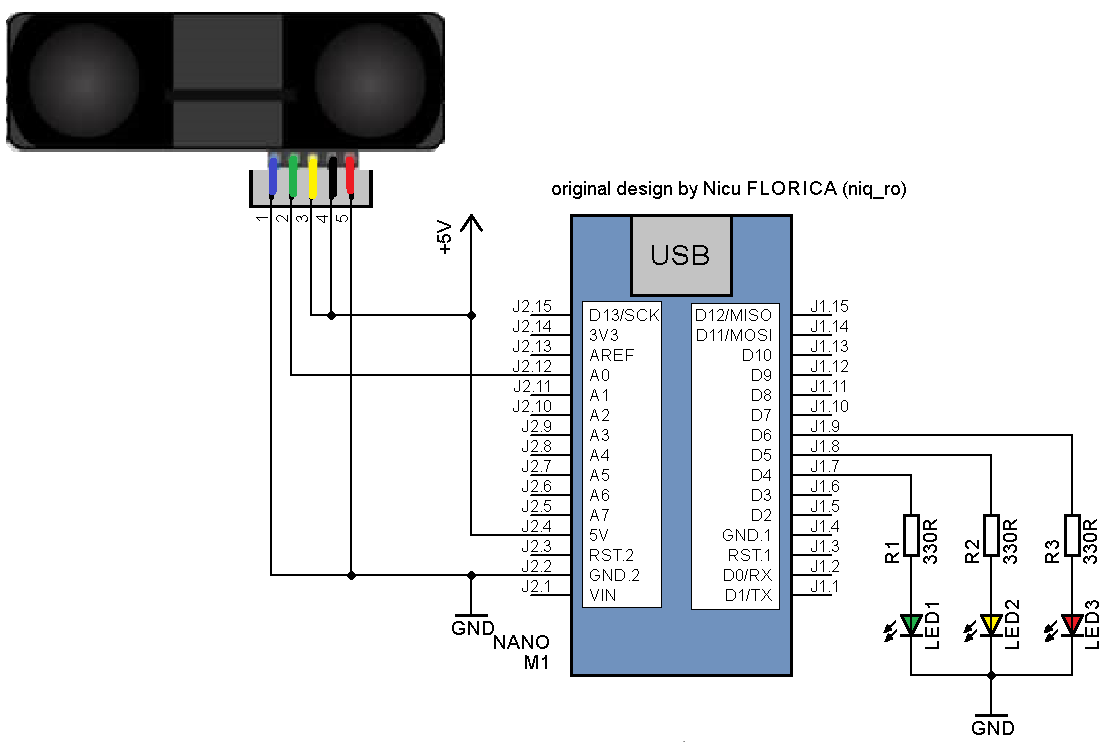 original design by Nicu FLORICA (niq_ro)
1
2
3
4
5
+5V
USB
J2.15
D13/SCK
D12/MISO
J1.15
J2.14
3V3
D11/MOSI
J1.14
J2.13
AREF
D10
J1.13
J2.12
A0
D9
J1.12
J2.11
A1
D8
J1.11
J2.10
A2
D7
J1.10
J2.9
A3
D6
J1.9
J2.8
A4
D5
J1.8
J2.7
A5
D4
J1.7
J2.6
A6
D3
J1.6
J2.5
A7
D2
J1.5
J2.4
5V
GND.1
J1.4
J2.3
RST.2
RST.1
J1.3
J2.2
GND.2
D0/RX
J1.2
J2.1
VIN
D1/TX
J1.1
R1
330R
R2
330R
R3
330R
LED1
LED2
LED3
GND
NANO
M1
GND